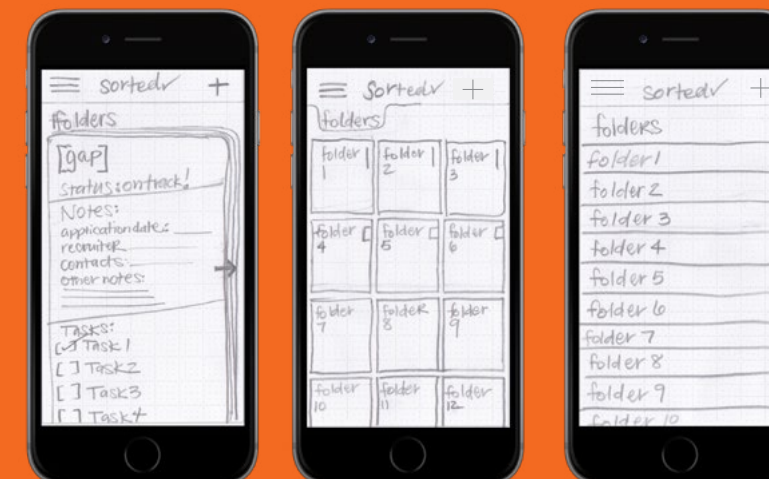 sorted✓ +
folders
[gap]
status: ontrack!
Notes:
application date:
recruiter
contacts:
other notes:
Tasks:
[✓] Task 1
[ ] Task 2
[ ] Task 3
[ ] Task 4
sorted✓ +
folders
folder 1
folder 2
folder 3
folder 4
folder 5
folder 6
folder 7
folder 8
folder 9
folder 10
folder 11
folder 12
sorted✓ +
folders
folder 1
folder 2
folder 3
folder 4
folder 5
folder 6
folder 7
folder 8
folder 9
folder 10